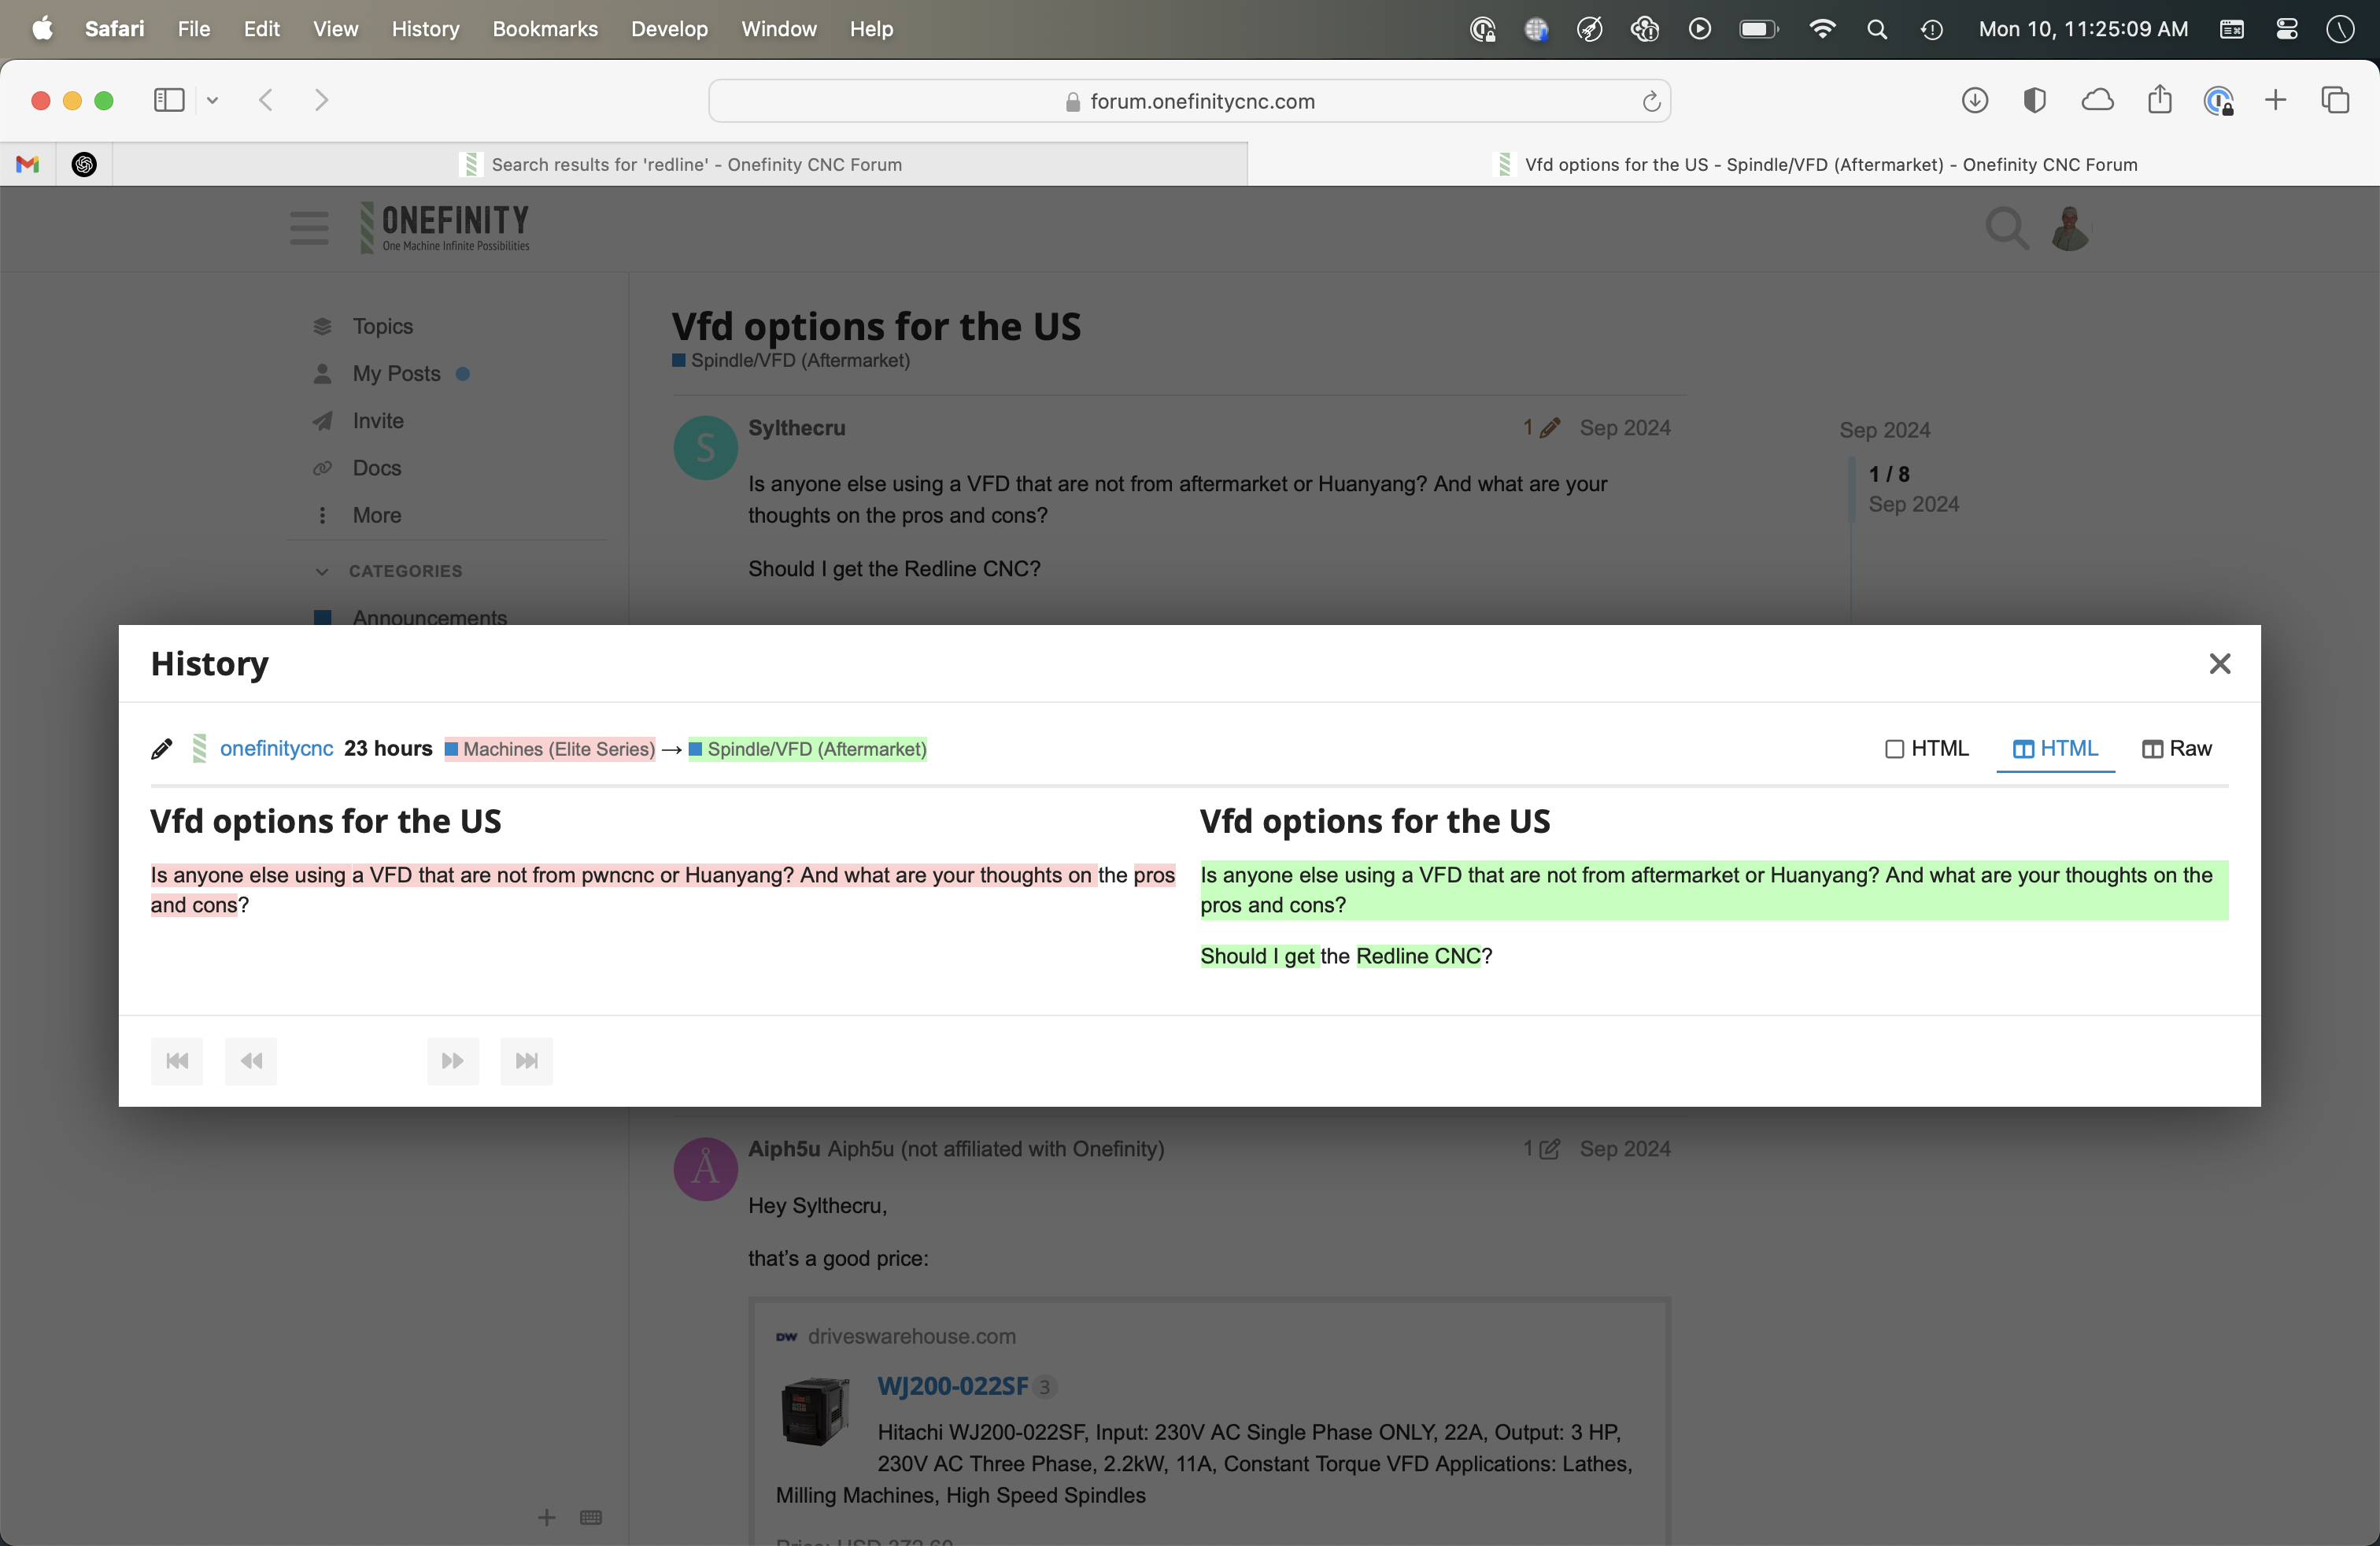 Safari File Edit View History Bookmarks Develop Window Help Mon 10, 11:25:09 AM
forum.onefinitycnc.com
Search results for 'redline' - Onefinity CNC Forum
Vfd options for the US - Spindle/VFD (Aftermarket) - Onefinity CNC Forum
ONEFINITY
One Machine Infinite Possibilities
Topics
My Posts
Invite
Docs
More
CATEGORIES
Announcements
Vfd options for the US
Spindle/VFD (Aftermarket)
S
Sylthecru
1
Sep 2024
Is anyone else using a VFD that are not from aftermarket or Huanyang? And what are your
thoughts on the pros and cons?
Should I get the Redline CNC?
Sep 2024
1 / 8
Sep 2024
History
onefinitycnc 23 hours Machines (Elite Series) → Spindle/VFD (Aftermarket)
HTML HTML Raw
Vfd options for the US
Is anyone else using a VFD that are not from pwncnc or Huanyang? And what are your thoughts on the pros
and cons?
Vfd options for the US
Is anyone else using a VFD that are not from aftermarket or Huanyang? And what are your thoughts on the
pros and cons?
Should I get the Redline CNC?
Å
Aiph5u Aiph5u (not affiliated with Onefinity)
1
Sep 2024
Hey Sylthecru,
that's a good price:
DW driveswarehouse.com
WJ200-022SF 3
Hitachi WJ200-022SF, Input: 230V AC Single Phase ONLY, 22A, Output: 3 HP,
230V AC Three Phase, 2.2kW, 11A, Constant Torque VFD Applications: Lathes,
Milling Machines, High Speed Spindles